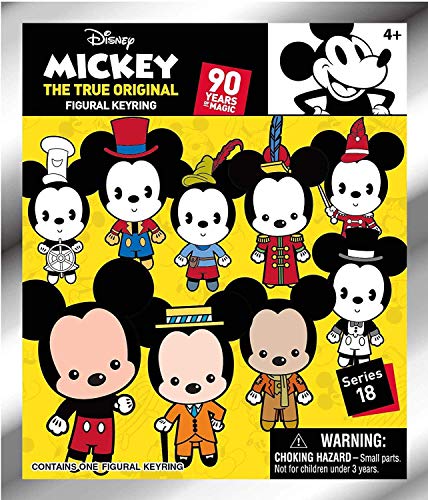 Disney
MICKEY
THE TRUE ORIGINAL
FIGURAL KEYRING
90
YEARS
OF
MAGIC
4+
Series
18
WARNING:
CHOKING HAZARD – Small parts.
Not for children under 3 years.
CONTAINS ONE FIGURAL KEYRING